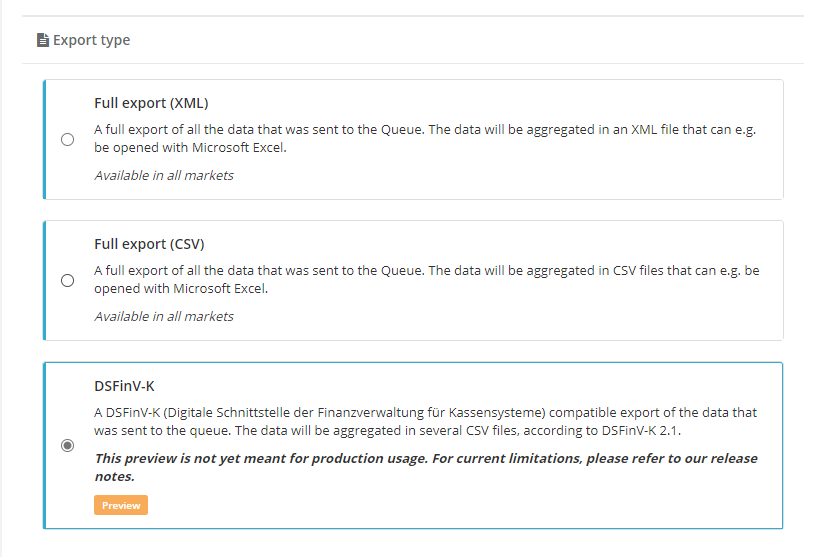 Export type
Full export (XML)
A full export of all the data that was sent to the Queue. The data will be aggregated in an XML file that can e.g.
be opened with Microsoft Excel.
Available in all markets
Full export (CSV)
A full export of all the data that was sent to the Queue. The data will be aggregated in CSV files that can e.g. be
opened with Microsoft Excel.
Available in all markets
DSFinV-K
A DSFinV-K (Digitale Schnittstelle der Finanzverwaltung für Kassensysteme) compatible export of the data that
was sent to the queue. The data will be aggregated in several CSV files, according to DSFinV-K 2.1.
This preview is not yet meant for production usage. For current limitations, please refer to our release
notes.
Preview